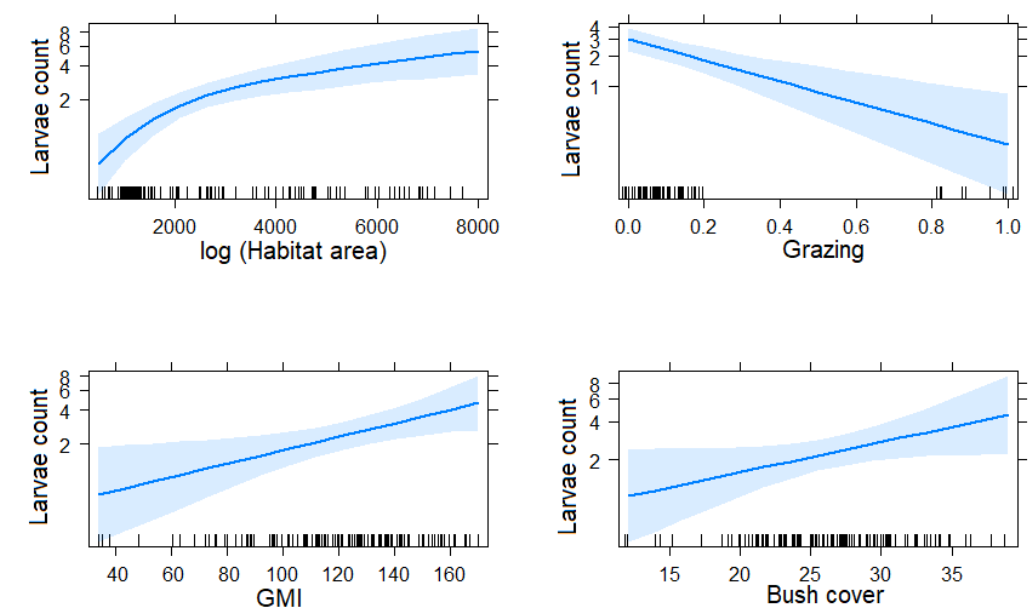 Larvae count
8
6
4
2
2000 4000 6000 8000
log (Habitat area)
Larvae count
4
3
2
1
0.0 0.2 0.4 0.6 0.8 1.0
Grazing
Larvae count
8
6
4
2
40 60 80 100 120 140 160
GMI
Larvae count
8
6
4
2
15 20 25 30 35
Bush cover